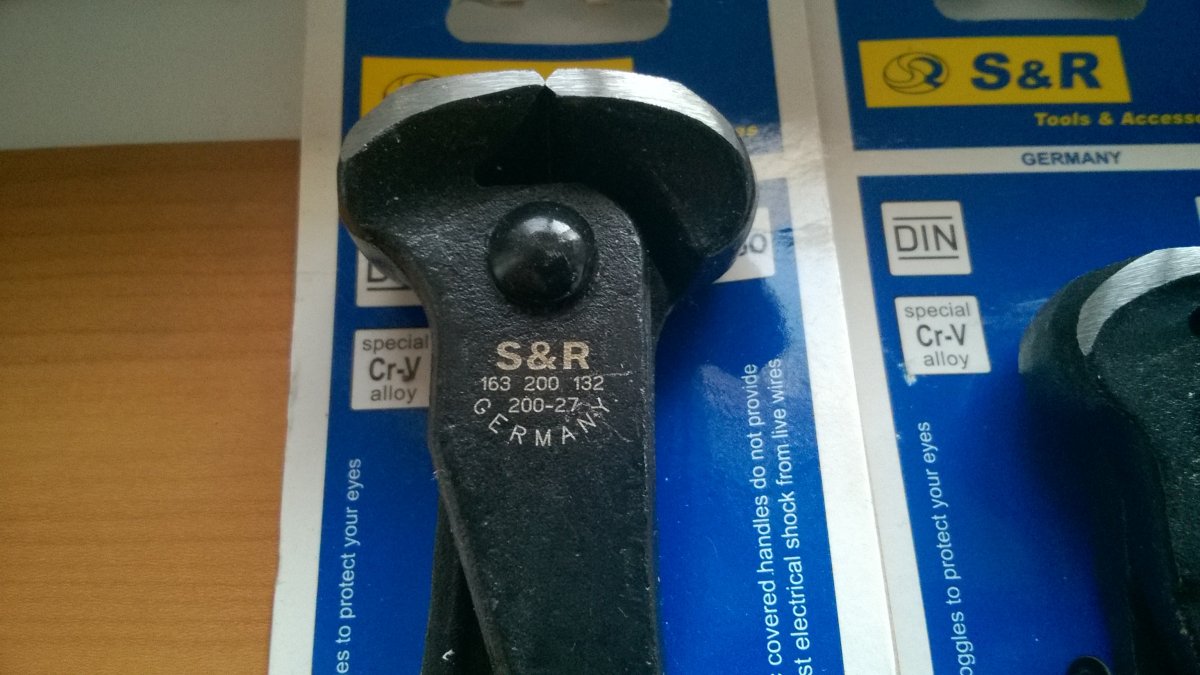 S&R
163 200 132
200-27
GERMANY
special
Cr-V
alloy
es to protect your eyes
covered handles do not provide
st electrical shock from live wires
S&R
Tools & Accesso
GERMANY
DIN
special
Cr-V
alloy
oggles to protect your eyes